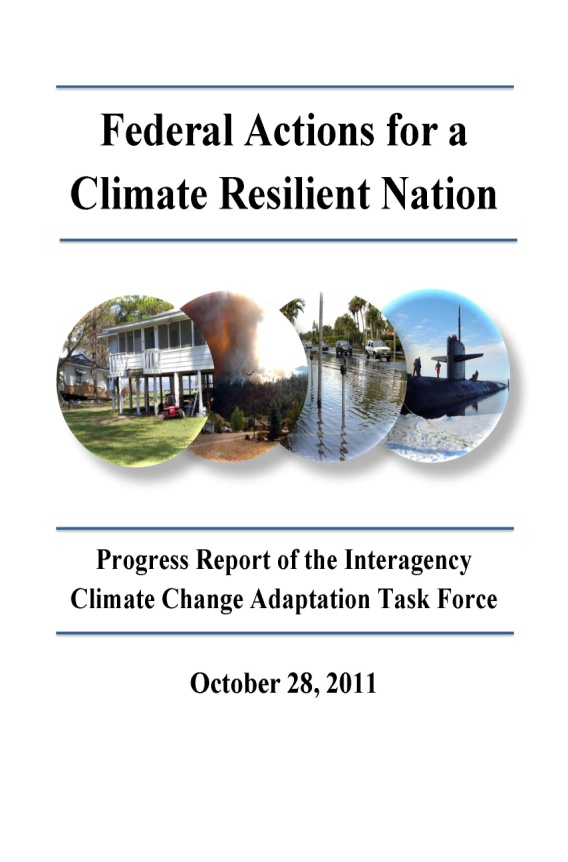 Federal Actions for a
Climate Resilient Nation
Progress Report of the Interagency
Climate Change Adaptation Task Force
October 28, 2011